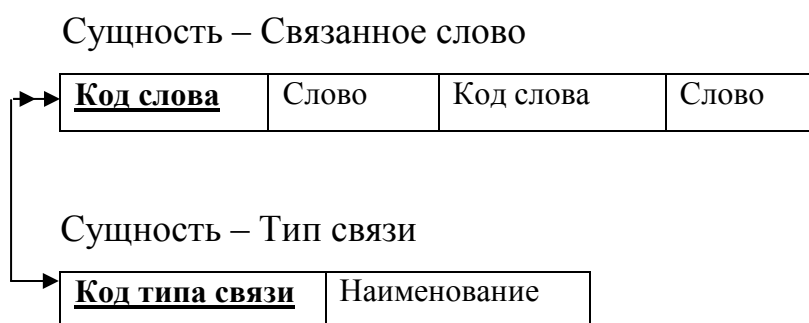 Сущность – Связанное слово
Код слова Слово Код слова Слово
Сущность – Тип связи
Код типа связи Наименование